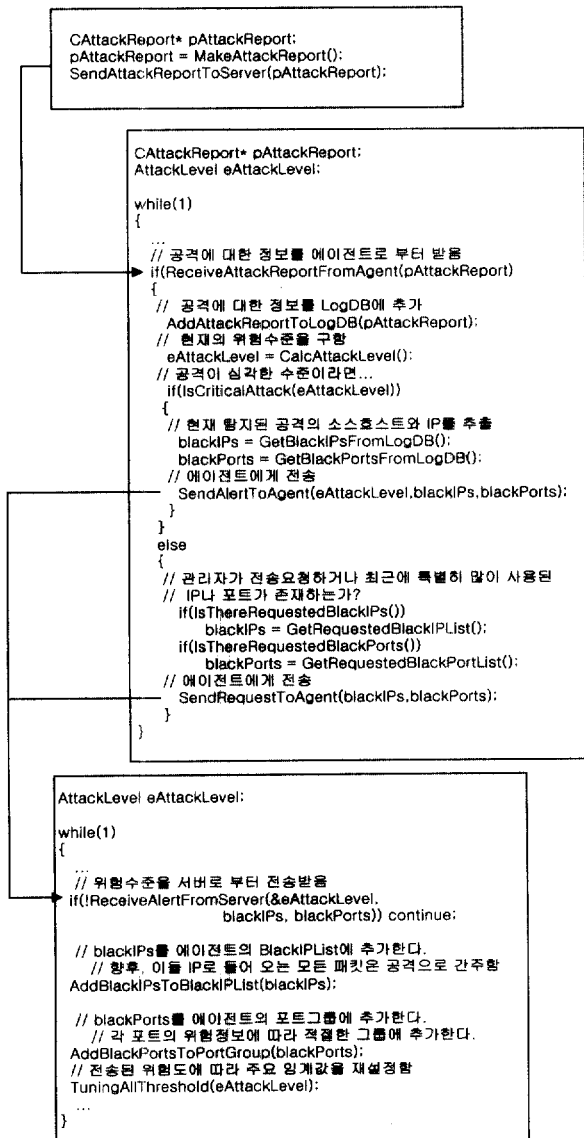 CAttackReport* pAttackReport;
pAttackReport = MakeAttackReport();
SendAttackReportToServer(pAttackReport);
CAttackReport* pAttackReport;
AttackLevel eAttackLevel;
while(1)
{
...
// 공격에 대한 정보를 에이전트로 부터 받음
if(ReceiveAttackReportFromAgent(pAttackReport)
{
// 공격에 대한 정보를 LogDB에 추가
AddAttackReportToLogDB(pAttackReport);
// 현재의 위험수준을 구함
eAttackLevel = CalcAttackLevel();
// 공격이 심각한 수준이라면...
if(IsCriticalAttack(eAttackLevel))
{
// 현재 탐지된 공격의 소스호스트와 IP를 추출
blackIPs = GetBlackIPsFromLogDB();
blackPorts = GetBlackPortsFromLogDB();
// 에이전트에게 전송
SendAlertToAgent(eAttackLevel,blackIPs,blackPorts);
}
}
else
{
// 관리자가 전송요청하거나 최근에 특별히 많이 사용된
// IP나 포트가 존재하는가?
if(IsThereRequestedBlackIPs())
blackIPs = GetRequestedBlackIPList();
if(IsThereRequestedBlackPorts())
blackPorts = GetRequestedBlackPortList();
// 에이전트에게 전송
SendRequestToAgent(blackIPs,blackPorts);
}
}
AttackLevel eAttackLevel;
while(1)
{
...
// 위험수준을 서버로 부터 전송받음
if(!ReceiveAlertFromServer(&eAttackLevel,
blackIPs, blackPorts)) continue;
// blackIPs를 에이전트의 BlackIPList에 추가한다.
// 향후, 이들 IP로 들어 오는 모든 패킷은 공격으로 간주함
AddBlackIPsToBlackIPList(blackIPs);
// blackPorts를 에이전트의 포트그룹에 추가한다.
// 각 포트의 위험정보에 따라 적절한 그룹에 추가한다.
AddBlackPortsToPortGroup(blackPorts);
// 전송된 위험도에 따라 주요 임계값을 재설정함
TuningAllThreshold(eAttackLevel);
...
}